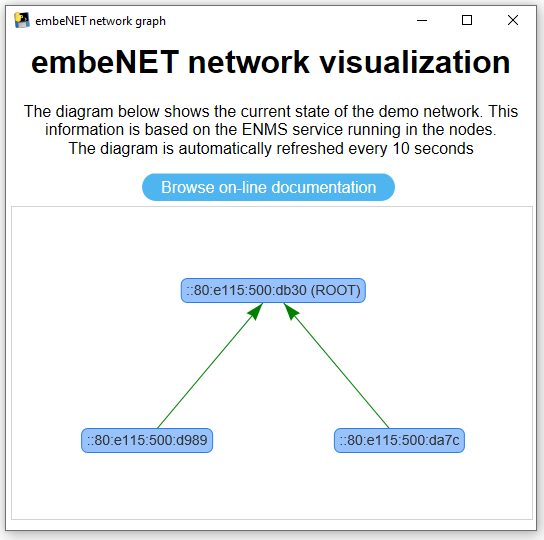 embeNET network graph
embeNET network visualization
The diagram below shows the current state of the demo network. This
information is based on the ENMS service running in the nodes.
The diagram is automatically refreshed every 10 seconds
Browse on-line documentation
::80:e115:500:db30 (ROOT)
::80:e115:500:d989
::80:e115:500:da7c